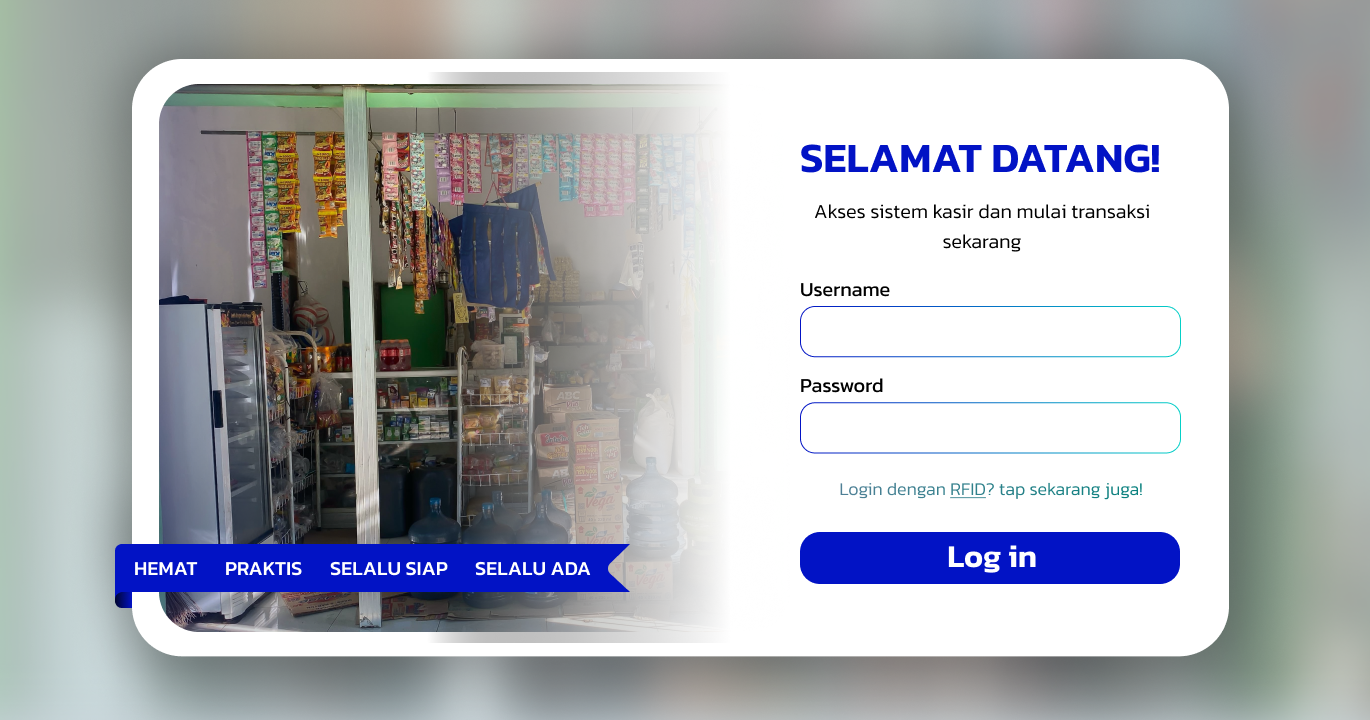 SELAMAT DATANG!
Akses sistem kasir dan mulai transaksi
sekarang
Username
Password
Login dengan RFID? tap sekarang juga!
Log in
HEMAT PRAKTIS SELALU SIAP SELALU ADA
ABC